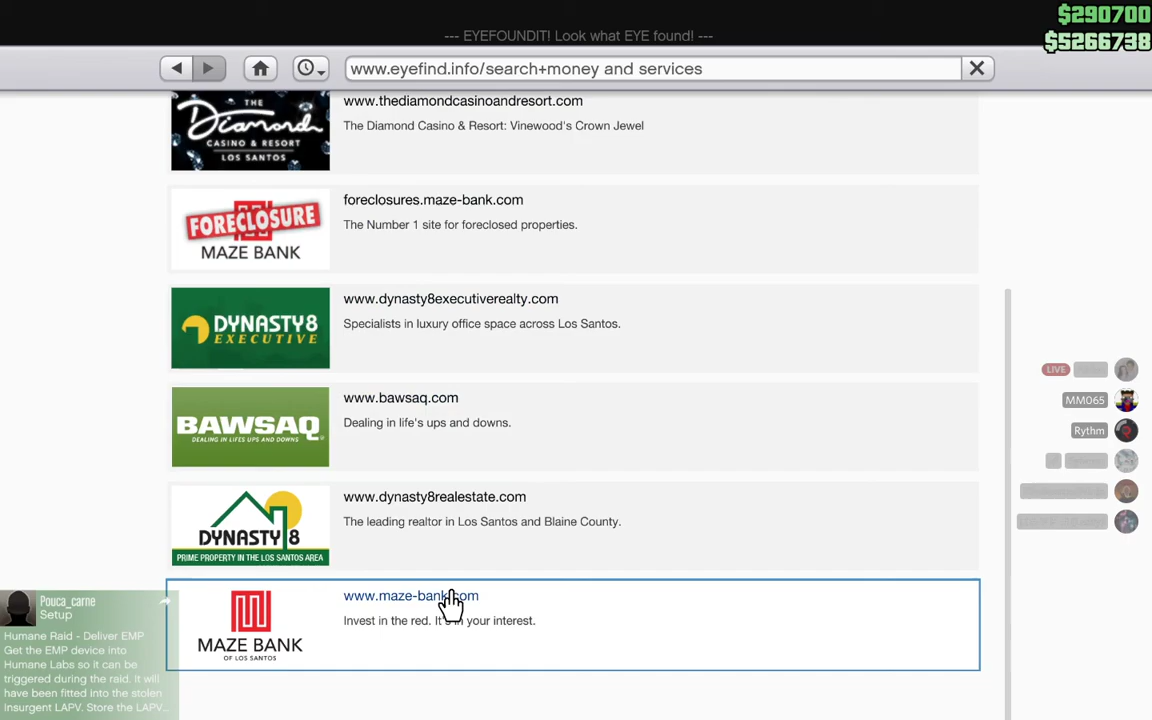 $290700
$5266738
--- EYEFOUNDIT! Look what EYE found! ---
www.eyefind.info/search+money and services
THE
Diamond
CASINO & RESORT
LOS SANTOS
www.thediamondcasinoandresort.com
The Diamond Casino & Resort: Vinewood's Crown Jewel
FORECLOSURE
MAZE BANK
foreclosures.maze-bank.com
The Number 1 site for foreclosed properties.
DYNASTY8
EXECUTIVE
www.dynasty8executiverealty.com
Specialists in luxury office space across Los Santos.
BAWSAQ
DEALING IN LIFE'S UPS AND DOWNS
www.bawsaq.com
Dealing in life's ups and downs.
DYNASTY 8
PRIME PROPERTY IN THE LOS SANTOS AREA
www.dynasty8realestate.com
The leading realtor in Los Santos and Blaine County.
MAZE BANK
OF LOS SANTOS
www.maze-bank.com
Invest in the red. It's in your interest.
LIVE
MM065
Rythm
Pouca_carne
Setup
Humane Raid - Deliver EMP
Get the EMP device into
Humane Labs so it can be
triggered during the raid. it will
have been fitted into the stolen
Insurgent LAPV. Store the LAPV...